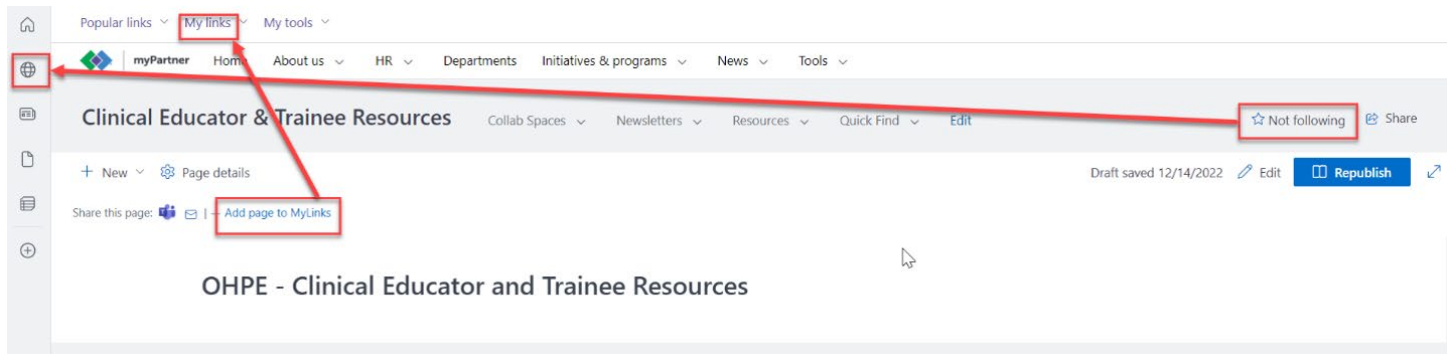 Popular links My links My tools
myPartner Home About us HR Departments Initiatives & programs News Tools
Clinical Educator & Trainee Resources Collab Spaces Newsletters Resources Quick Find Edit Not following Share
+ New Page details Draft saved 12/14/2022 Edit Republish
Share this page: | + Add page to MyLinks
OHPE - Clinical Educator and Trainee Resources